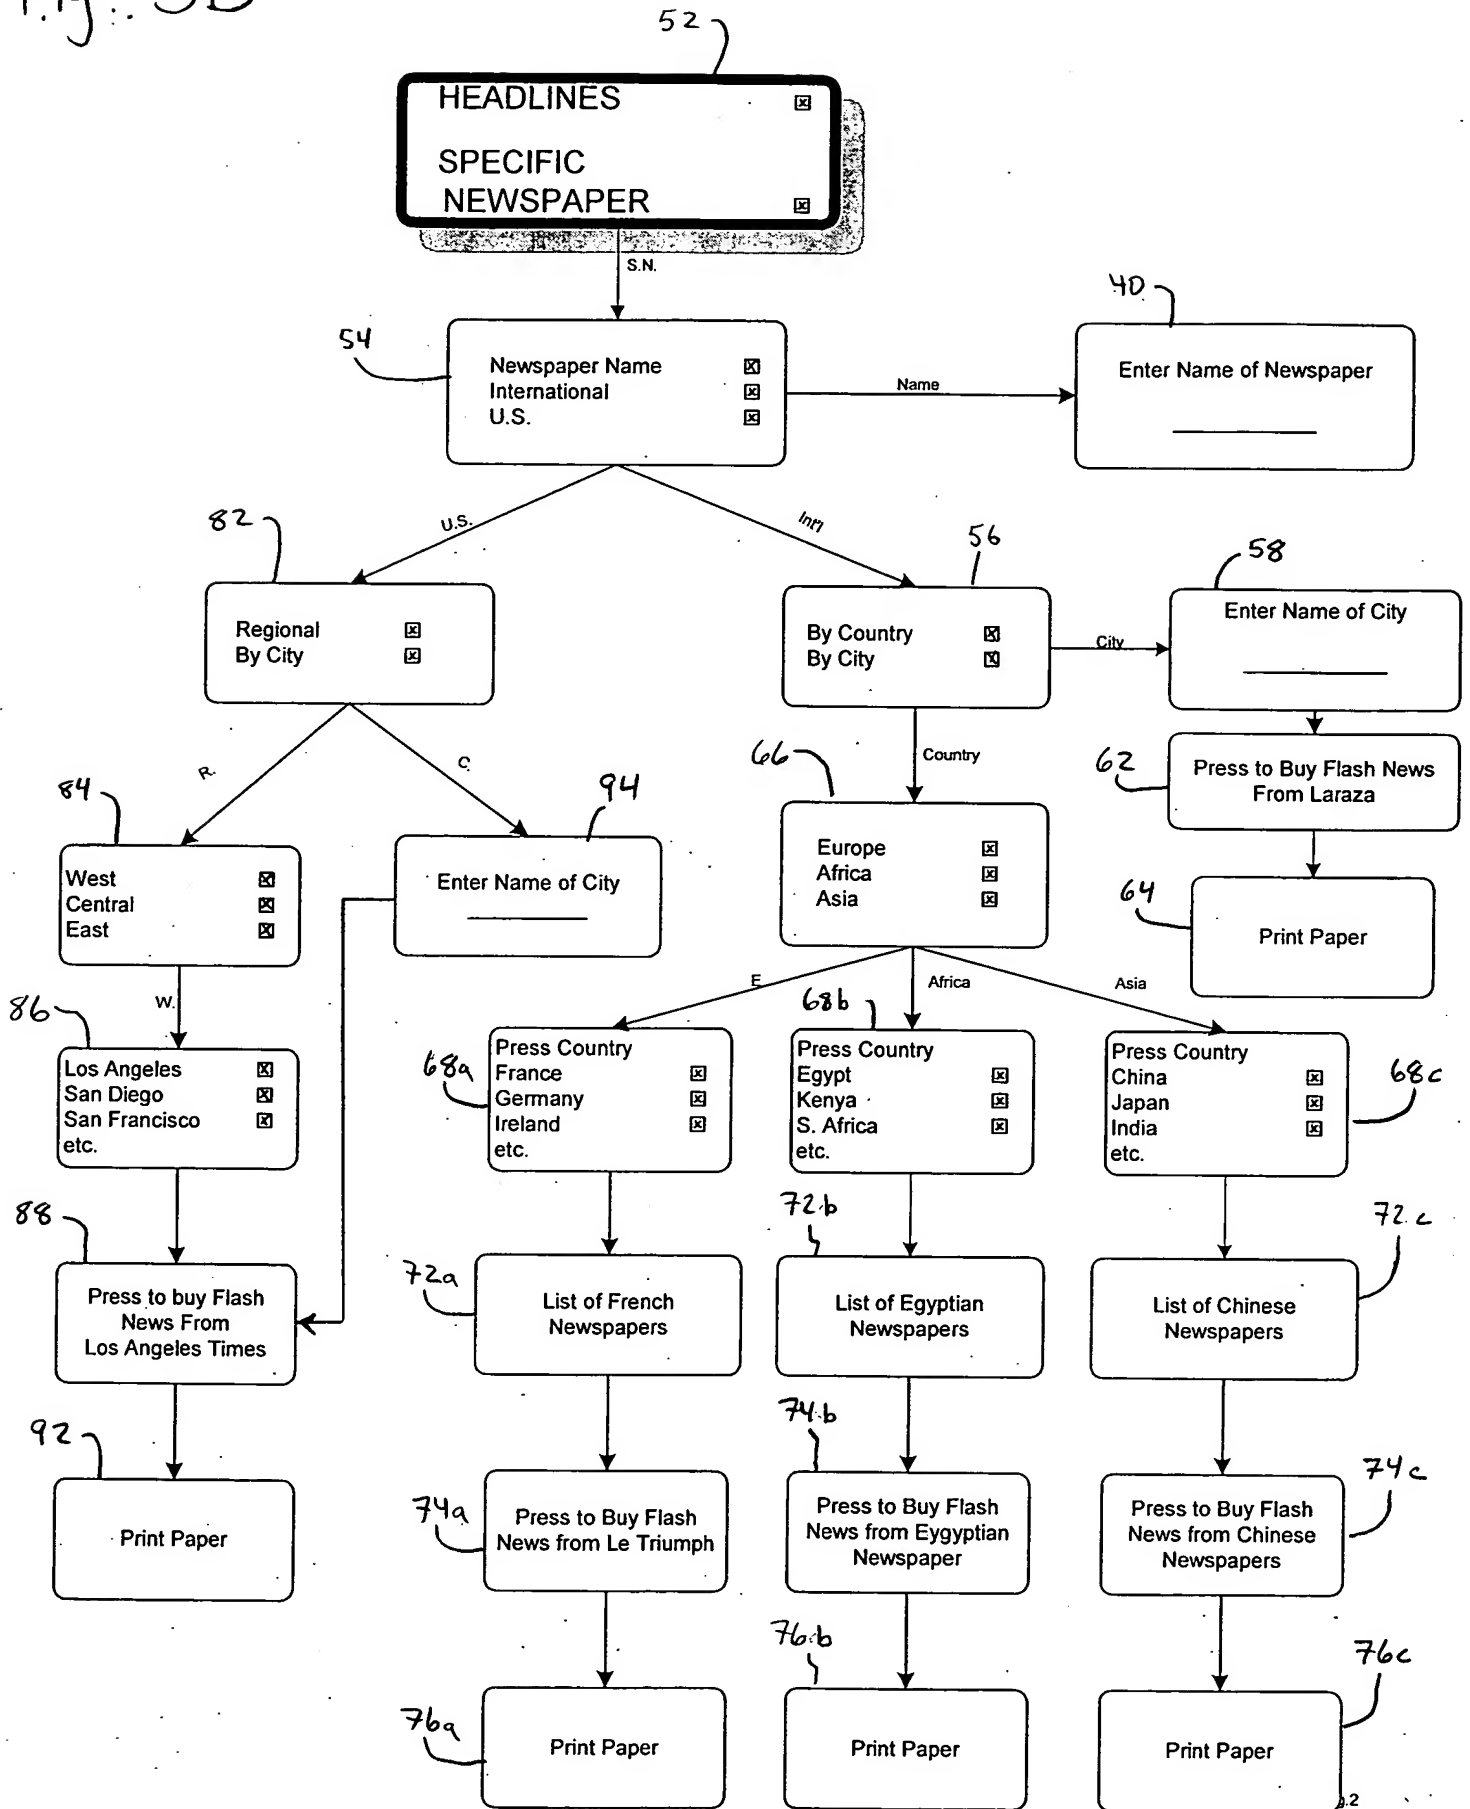 Fig. 3B
52
HEADLINES
SPECIFIC
NEWSPAPER
S.N.
40
54
Newspaper Name
International
U.S.
Name
Enter Name of Newspaper
82
U.S.
Int'l
56
58
Regional
By City
By Country
By City
City
Enter Name of City
R.
C.
Country
66
62
Press to Buy Flash News
From Laraza
84
94
West
Central
East
Enter Name of City
Europe
Africa
Asia
64
Print Paper
W.
E
Africa
Asia
86
68b
Los Angeles
San Diego
San Francisco
etc.
68a
Press Country
France
Germany
Ireland
etc.
Press Country
Egypt
Kenya
S. Africa
etc.
Press Country
China
Japan
India
etc.
68c
88
72b
72c
Press to buy Flash
News From
Los Angeles Times
72a
List of French
Newspapers
List of Egyptian
Newspapers
List of Chinese
Newspapers
92
74b
74c
Print Paper
74a
Press to Buy Flash
News from Le Triumph
Press to Buy Flash
News from Eygyptian
Newspaper
Press to Buy Flash
News from Chinese
Newspapers
76b
76c
76a
Print Paper
Print Paper
Print Paper